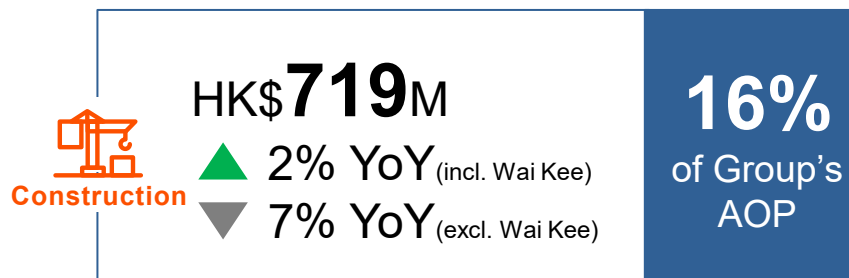 Construction
HK$719M
2% YoY (incl. Wai Kee)
7% YoY (excl. Wai Kee)
16%
of Group's
AOP